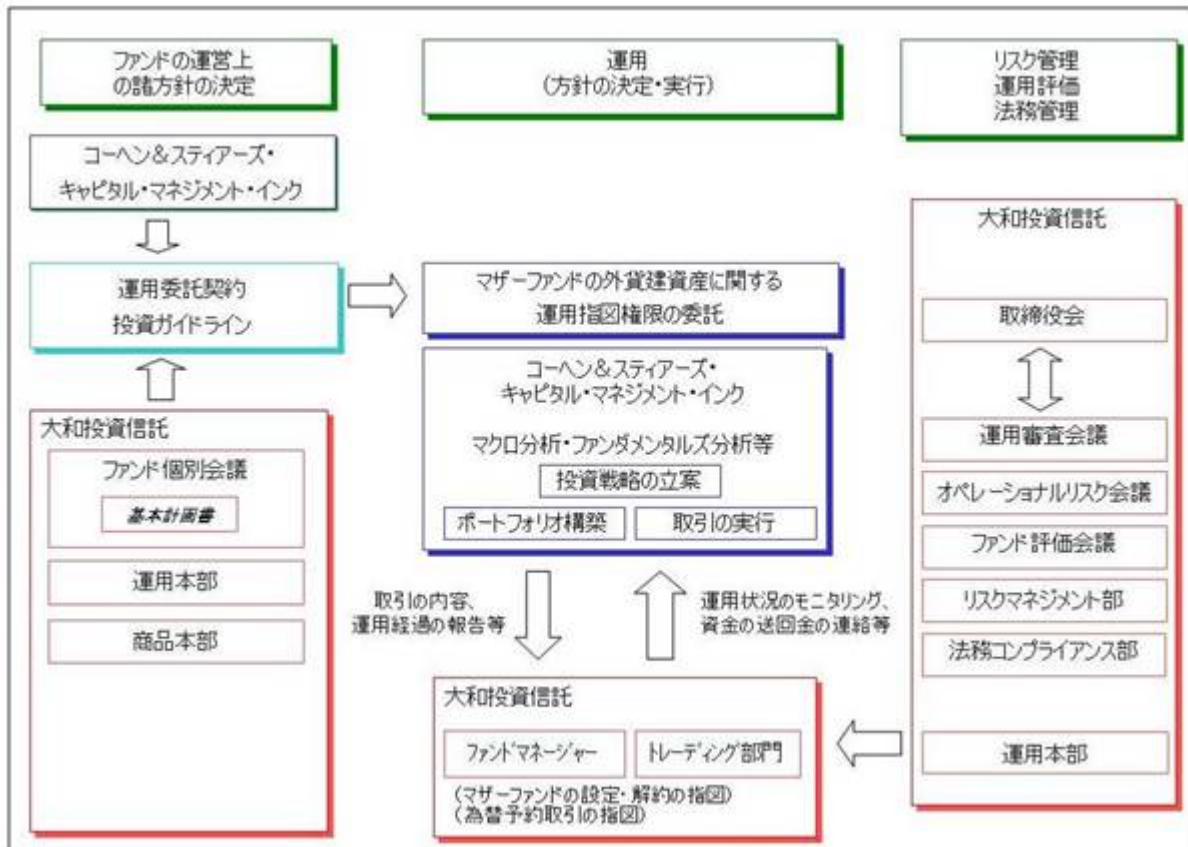 ファンドの運営上
の諸方針の決定
運用
(方針の決定・実行)
リスク管理
運用評価
法務管理
コーヘン＆スティアーズ・
キャピタル・マネジメント・インク
運用委託契約
投資ガイドライン
大和投資信託
ファンド個別会議
基本計画書
運用本部
商品本部
マザーファンドの外貨建資産に関する
運用指図権限の委託
コーヘン＆スティアーズ・
キャピタル・マネジメント・インク
マクロ分析・ファンダメンタルズ分析等
投資戦略の立案
ポートフォリオ構築
取引の実行
取引の内容、
運用経過の報告等
運用状況のモニタリング、
資金の送回金の連絡等
大和投資信託
ファンドマネージャー
トレーディング部門
(マザーファンドの設定・解約の指図)
(為替予約取引の指図)
大和投資信託
取締役会
運用審査会議
オペレーショナルリスク会議
ファンド評価会議
リスクマネジメント部
法務コンプライアンス部
運用本部